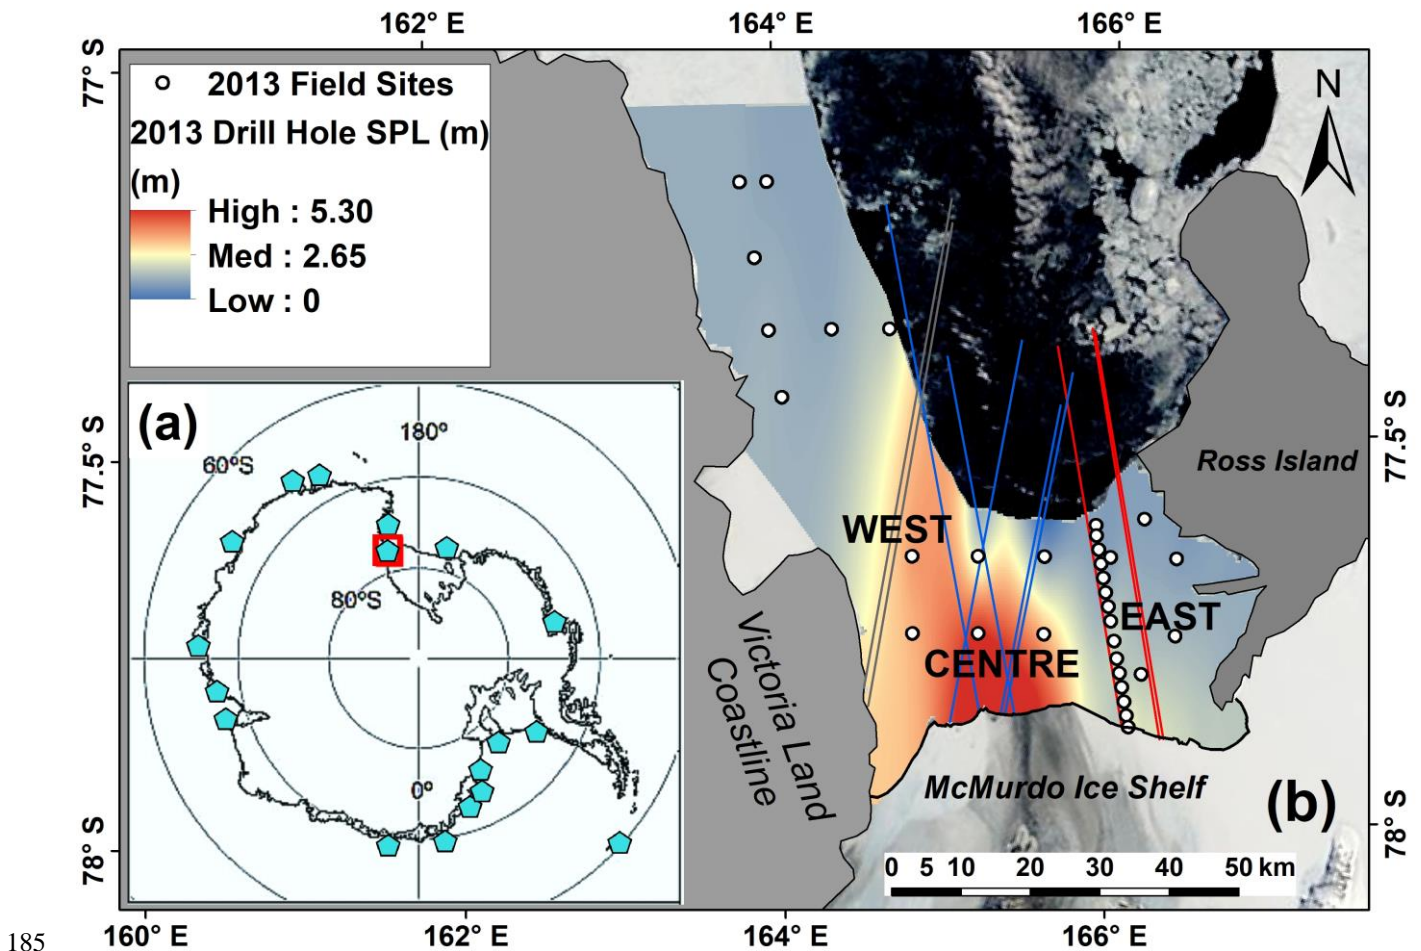 162° E 164° E 166° E
77° S
2013 Field Sites
2013 Drill Hole SPL (m)
(m)
High : 5.30
Med : 2.65
Low : 0
N
(a)
180°
60°S
80°S
0°
77.5° S
77.5° S
Ross Island
WEST
EAST
CENTRE
Victoria Land
Coastline
McMurdo Ice Shelf
(b)
78° S
78° S
0 5 10 20 30 40 50 km
160° E 162° E 164° E 166° E
185